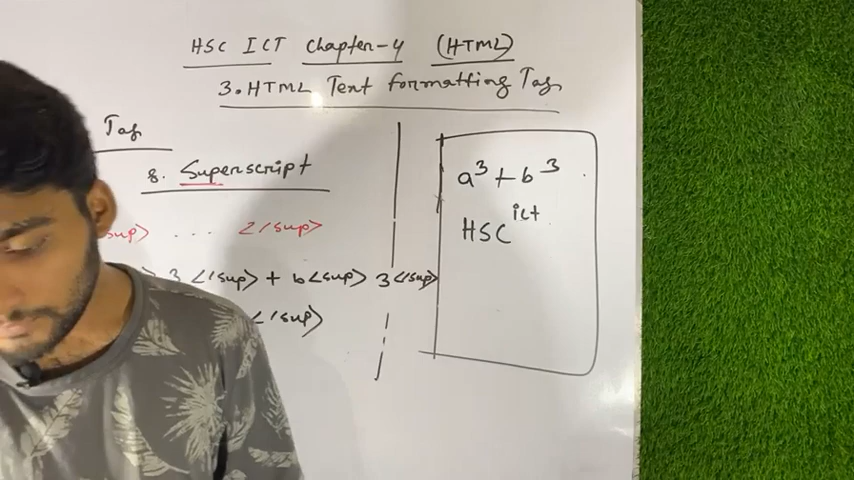 HSC ICT Chapter-4 (HTML)
3. HTML Text formatting Tag
Tag
8. Superscript
sup> ... </sup>
> 3 </sup> + b <sup> 3 </sup>
</sup>
a³ + b³
HSC ict